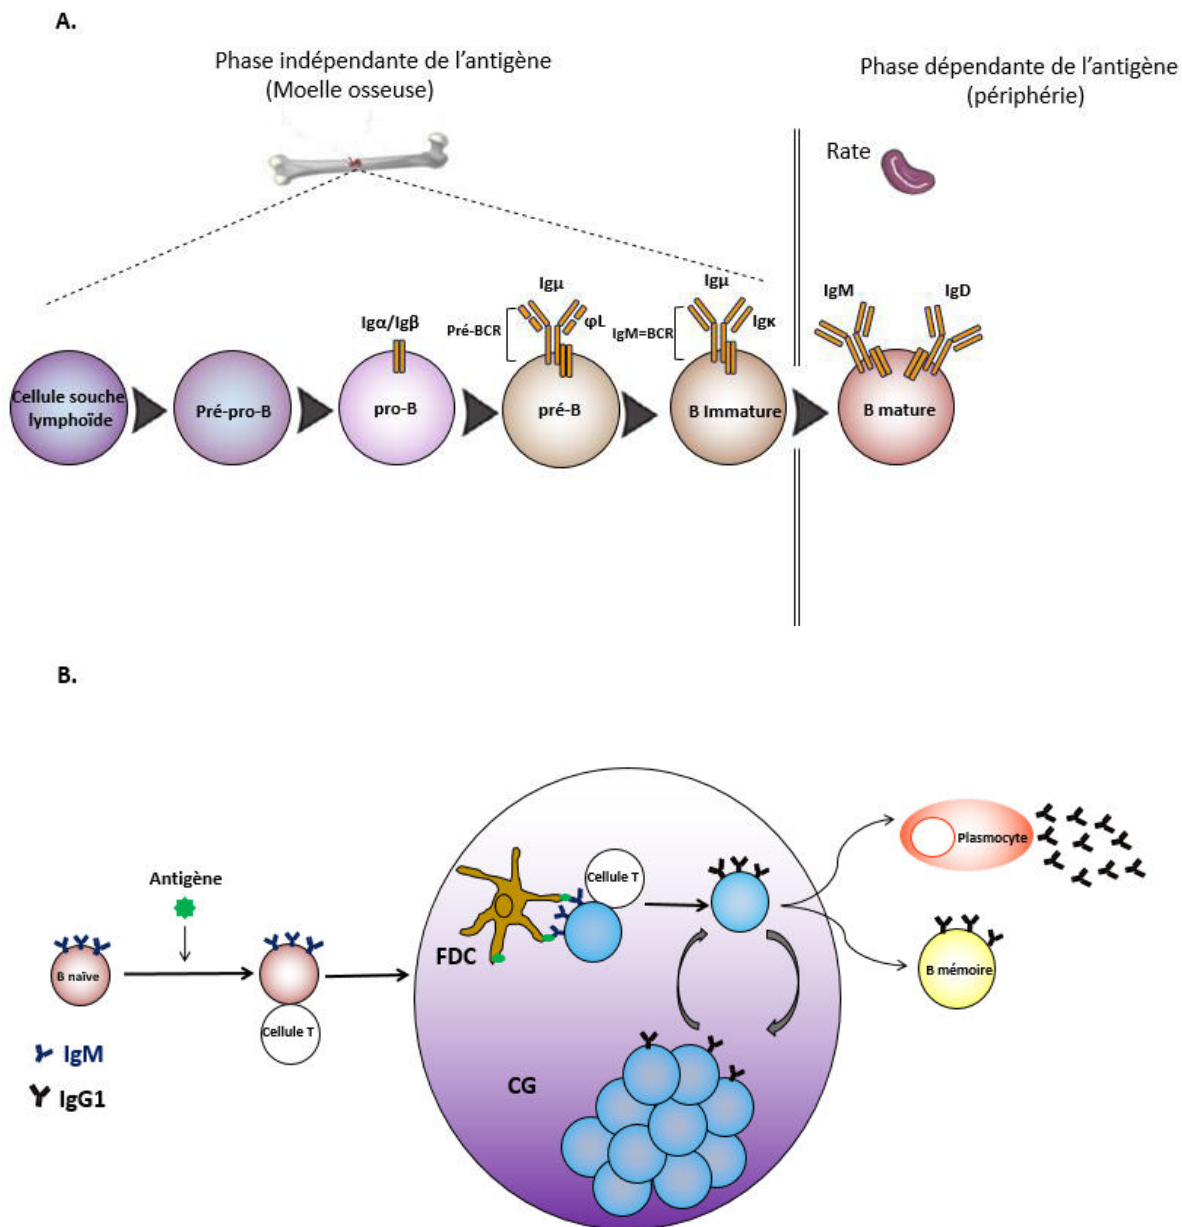 A.
Phase indépendante de l'antigène
(Moelle osseuse)
Phase dépendante de l'antigène
(périphérie)
Rate
Igα/Igβ
Pré-BCR
Igμ
φL
IgM=BCR
Igμ
Igκ
IgM
IgD
Cellule souche
lymphoïde
Pré-pro-B
pro-B
pré-B
B Immature
B mature
B.
Antigène
B naïve
Cellule T
IgM
IgG1
FDC
Cellule T
CG
Plasmocyte
B mémoire